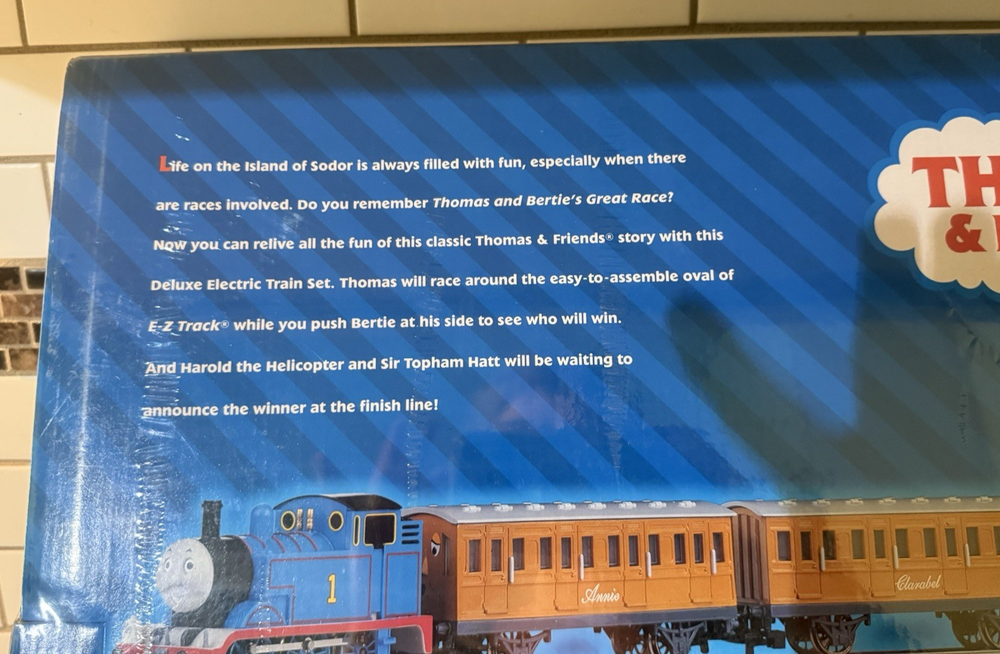 Life on the Island of Sodor is always filled with fun, especially when there
are races involved. Do you remember Thomas and Bertie's Great Race?
Now you can relive all the fun of this classic Thomas & Friends® story with this
Deluxe Electric Train Set. Thomas will race around the easy-to-assemble oval of
E-Z Track® while you push Bertie at his side to see who will win.
And Harold the Helicopter and Sir Topham Hatt will be waiting to
announce the winner at the finish line!
TH
&
1
Annie
Clarabel